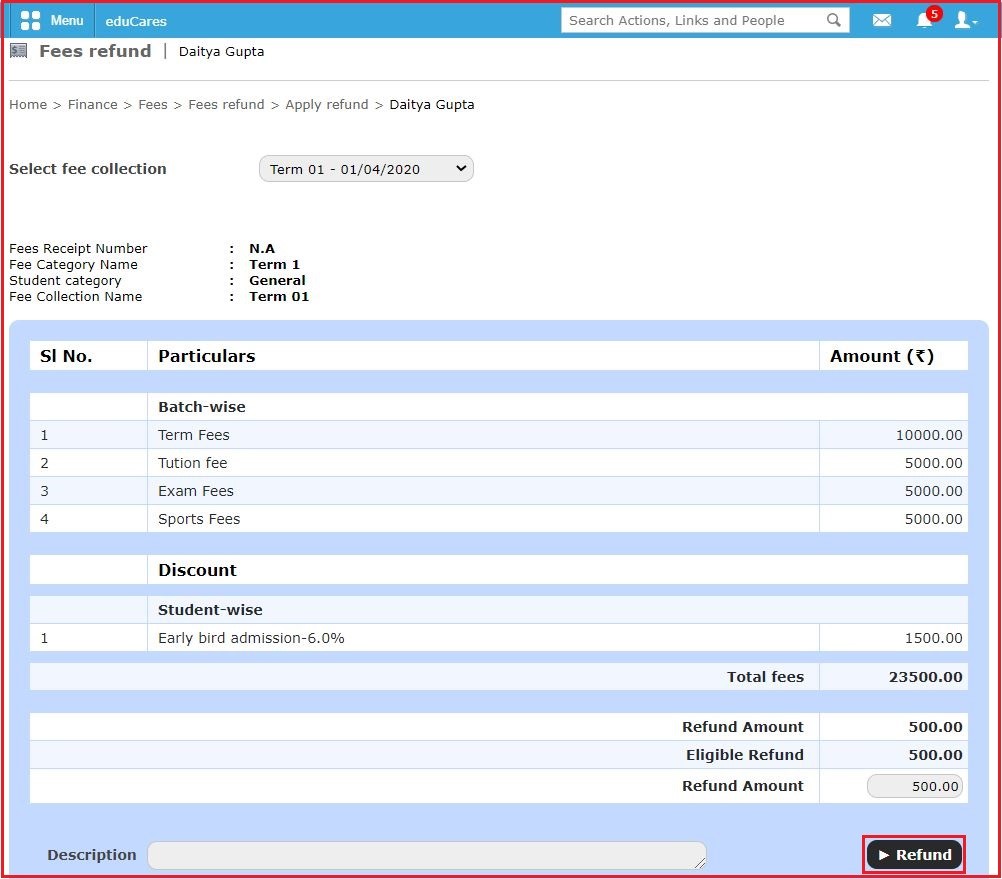 Menu eduCares Search Actions, Links and People 5
Fees refund | Daitya Gupta
Home > Finance > Fees > Fees refund > Apply refund > Daitya Gupta
Select fee collection Term 01 - 01/04/2020
Fees Receipt Number : N.A
Fee Category Name : Term 1
Student category : General
Fee Collection Name : Term 01
Sl No. Particulars Amount (₹)
Batch-wise
1 Term Fees 10000.00
2 Tution fee 5000.00
3 Exam Fees 5000.00
4 Sports Fees 5000.00
Discount
Student-wise
1 Early bird admission-6.0% 1500.00
Total fees 23500.00
Refund Amount 500.00
Eligible Refund 500.00
Refund Amount 500.00
Description ► Refund